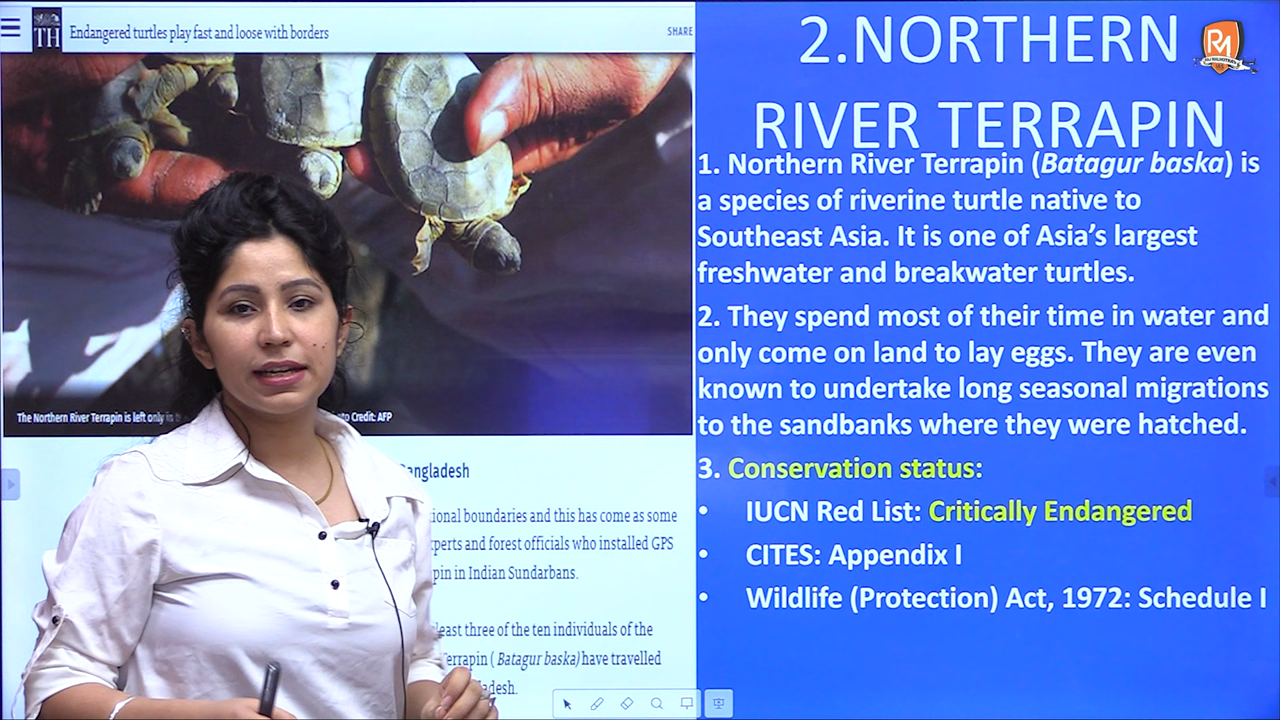 TH
Endangered turtles play fast and loose with borders
SHARE
The Northern River Terrapin is left only in
Credit: AFP
Bangladesh
ional boundaries and this has come as some
xperts and forest officials who installed GPS
pin in Indian Sundarbans.
least three of the ten individuals of the
Terrapin ( Batagur baska) have travelled
adesh.
2.NORTHERN
RIVER TERRAPIN
RM
1. Northern River Terrapin (Batagur baska) is
a species of riverine turtle native to
Southeast Asia. It is one of Asia's largest
freshwater and breakwater turtles.
2. They spend most of their time in water and
only come on land to lay eggs. They are even
known to undertake long seasonal migrations
to the sandbanks where they were hatched.
3. Conservation status:
• IUCN Red List: Critically Endangered
• CITES: Appendix I
• Wildlife (Protection) Act, 1972: Schedule I